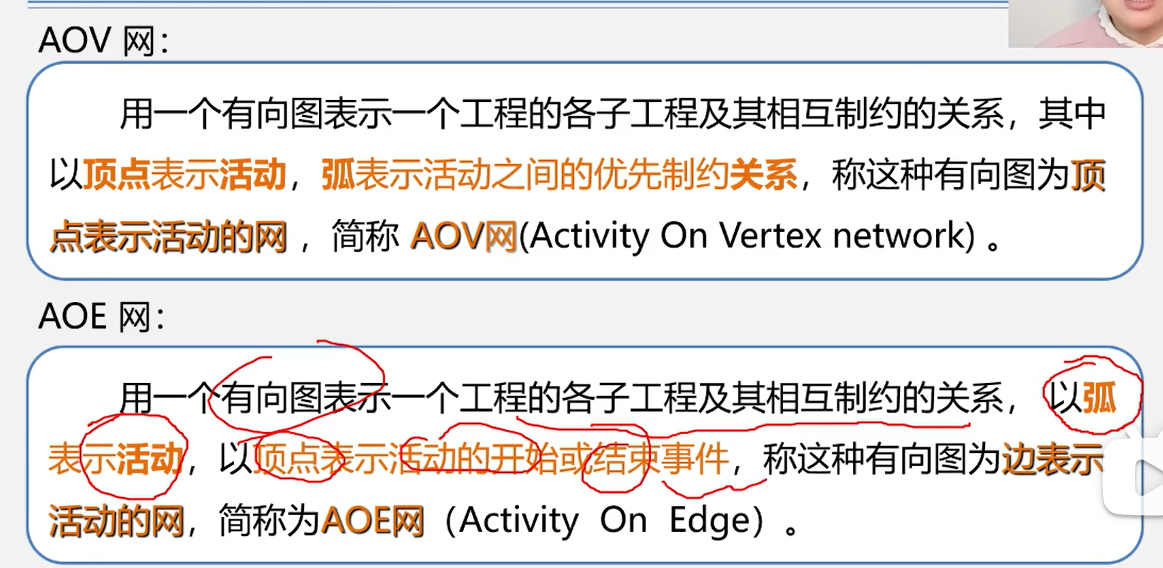 AOV 网：
用一个有向图表示一个工程的各子工程及其相互制约的关系，其中
以顶点表示活动，弧表示活动之间的优先制约关系，称这种有向图为顶
点表示活动的网 ，简称 AOV网(Activity On Vertex network) 。
AOE 网：
用一个有向图表示一个工程的各子工程及其相互制约的关系，以弧
表示活动，以顶点表示活动的开始或结束事件，称这种有向图为边表示
活动的网，简称为AOE网（Activity On Edge）。